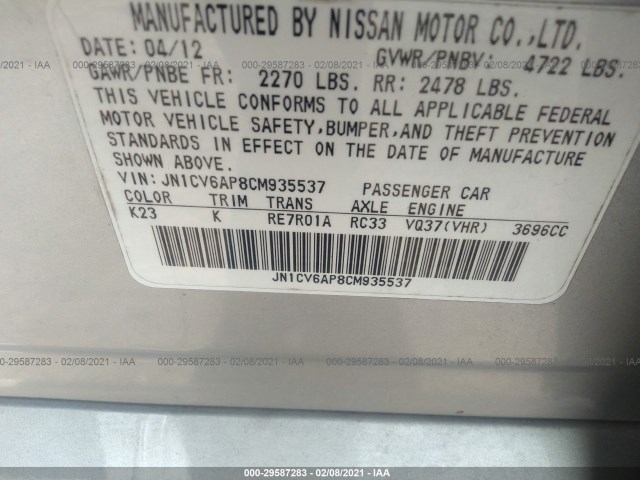 MANUFACTURED BY NISSAN MOTOR CO.,LTD.
DATE: 04/12 GVWR/PNBV: 4722 LBS.
GAWR/PNBE FR: 2270 LBS. RR: 2478 LBS.
THIS VEHICLE CONFORMS TO ALL APPLICABLE FEDERAL
MOTOR VEHICLE SAFETY,BUMPER,AND THEFT PREVENTION
STANDARDS IN EFFECT ON THE DATE OF MANUFACTURE
SHOWN ABOVE.
VIN: JN1CV6AP8CM935537 PASSENGER CAR
COLOR TRIM TRANS AXLE ENGINE
K23 K RE7R01A RC33 VQ37(VHR) 3696CC
JN1CV6AP8CM935537
000-29587283 - 02/08/2021 - IAA